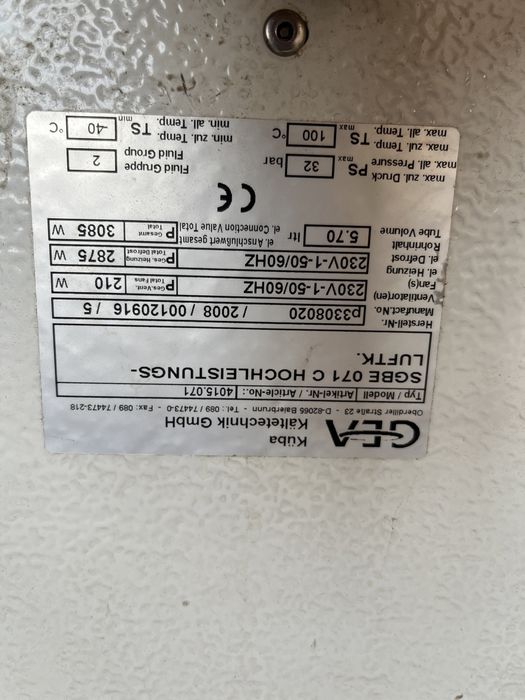 GEA Küba
Kältetechnik GmbH
Oberdiller Straße 23 - D-82065 Baierbrunn - Tel.: 089 / 74473-0 - Fax: 089 / 74473-218
Typ / Modell / Artikel-Nr. / Article-No.: 4015.071
SGBE 071 C HOCHLEISTUNGS-
LUFTK.
Herstell-Nr.
Manufact.No. p3308020 / 2008 / 00120916 / 5
Ventilator(en)
Fan(s) 230V-1-50/60HZ Ges.Vent. Total Fans P 210 W
el. Heizung
el. Defrost 230V-1-50/60HZ Ges. Heizung Total Defrost P 2875 W
Rohrinhalt
Tube Volume 5.70 ltr el. Anschlußwert gesamt
el. Connection Value Total Gesamt Total P 3085 W
CE
max. zul. Druck
max. all. Pressure PS max 32 bar Fluid Gruppe
Fluid Group 2
max. zul. Temp.
max. all. Temp. TS max 100 °C min. zul. Temp.
min. all. Temp. TS min -40 °C